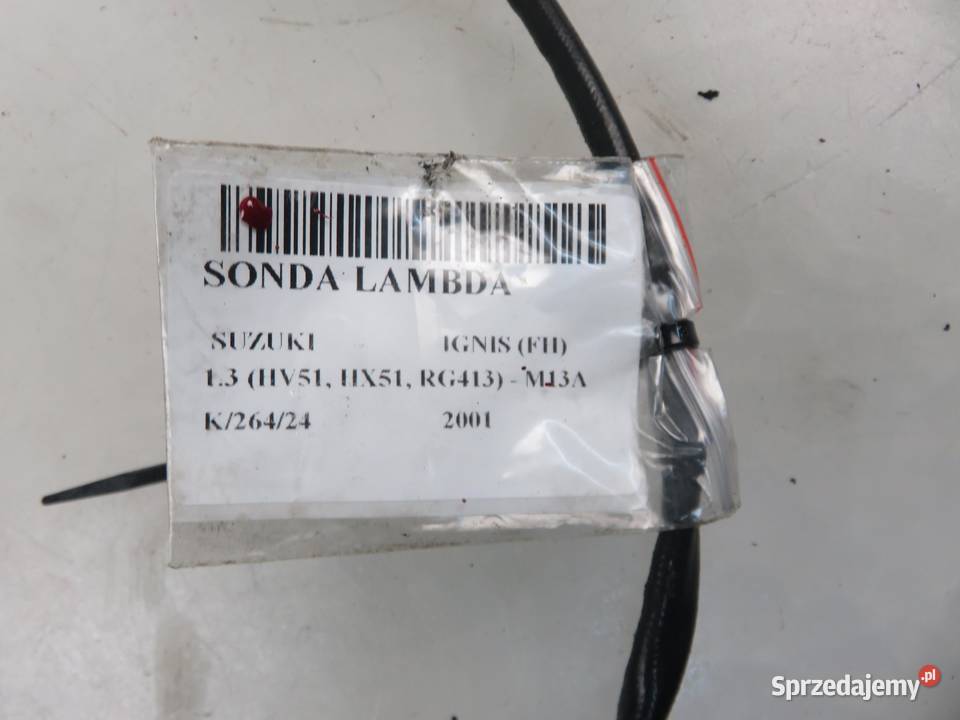 SONDA LAMBDA
SUZUKI IGNIS (FH)
1.3 (HV51, HX51, RG413) - M13A
K/264/24 2001
Sprzedajemy.pl